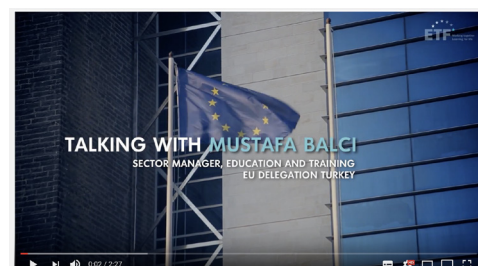 ETF
TALKING WITH MUSTAFA BALCI
SECTOR MANAGER, EDUCATION AND TRAINING
EU DELEGATION TURKEY
0:02 / 2:27